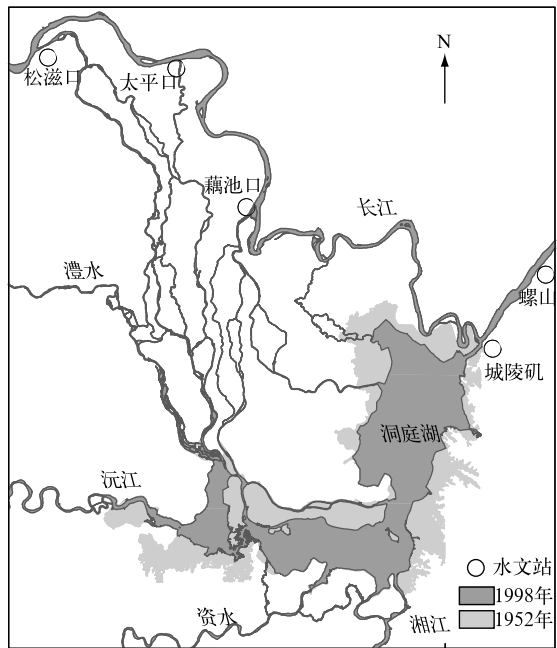 松滋口
太平口
N
藕池口
长江
澧水
螺山
城陵矶
洞庭湖
沅江
水文站
1998年
资水
湘江
1952年